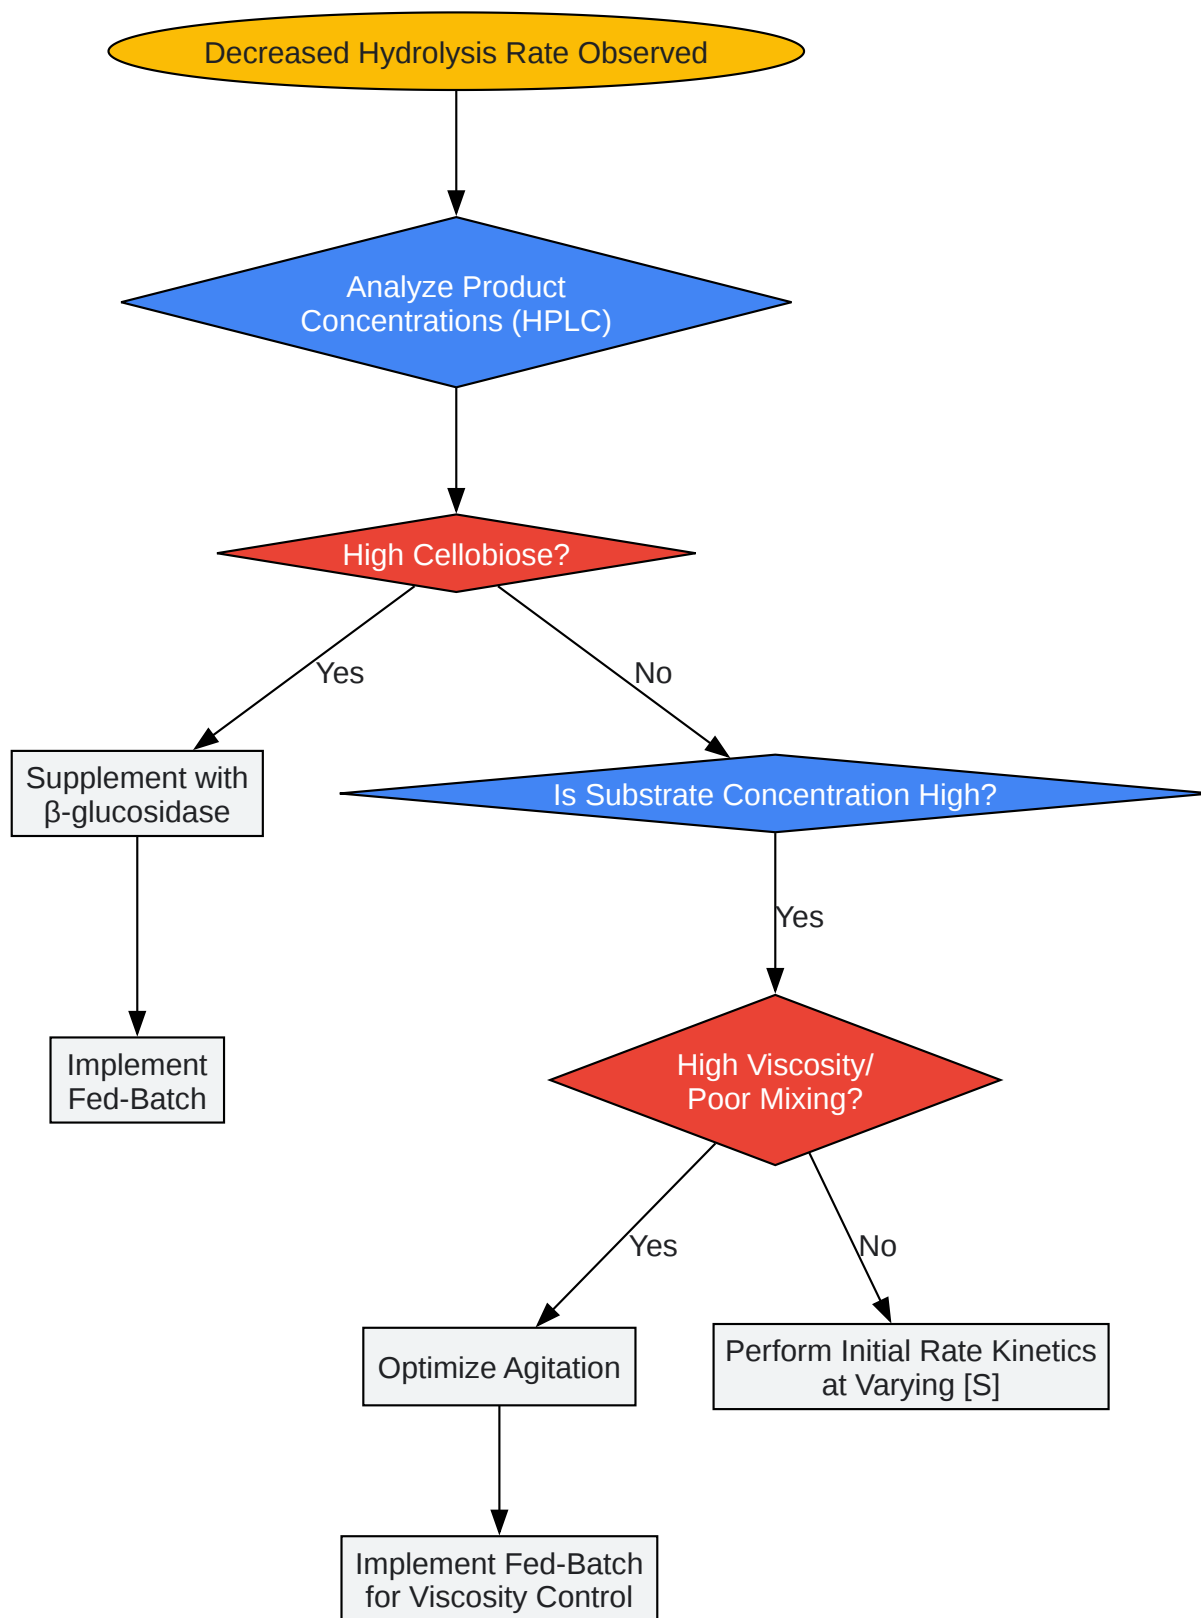 Decreased Hydrolysis Rate Observed
Analyze Product
Concentrations (HPLC)
High Cellobiose?
Yes
No
Supplement with
β-glucosidase
Is Substrate Concentration High?
Yes
Implement
Fed-Batch
High Viscosity/
Poor Mixing?
Yes
No
Optimize Agitation
Perform Initial Rate Kinetics
at Varying [S]
Implement Fed-Batch
for Viscosity Control